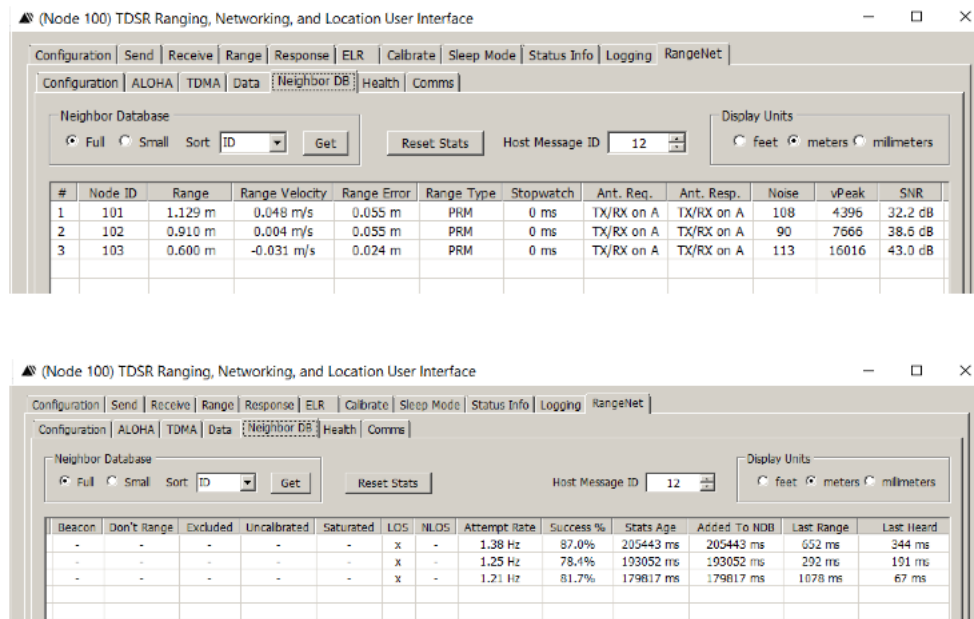 (Node 100) TDSR Ranging, Networking, and Location User Interface
Configuration Send Receive Range Response ELR Calibrate Sleep Mode Status Info Logging RangeNet
Configuration ALOHA TDMA Data Neighbor DB Health Comms
Neighbor Database Display Units
Full Small Sort ID Get Reset Stats Host Message ID 12 feet meters milimeters
# Node ID Range Range Velocity Range Error Range Type Stopwatch Ant. Req. Ant. Resp. Noise vPeak SNR
1 101 1.129 m 0.048 m/s 0.055 m PRM 0 ms TX/RX on A TX/RX on A 108 4396 32.2 dB
2 102 0.910 m 0.004 m/s 0.055 m PRM 0 ms TX/RX on A TX/RX on A 90 7666 38.6 dB
3 103 0.600 m -0.031 m/s 0.024 m PRM 0 ms TX/RX on A TX/RX on A 113 16016 43.0 dB
(Node 100) TDSR Ranging, Networking, and Location User Interface
Configuration Send Receive Range Response ELR Calibrate Sleep Mode Status Info Logging RangeNet
Configuration ALOHA TDMA Data Neighbor DB Health Comms
Neighbor Database Display Units
Full Small Sort ID Get Reset Stats Host Message ID 12 feet meters milimeters
Beacon Don't Range Excluded Uncalibrated Saturated LOS NLOS Attempt Rate Success % Stats Age Added To NDB Last Range Last Heard
- - - - - x - 1.38 Hz 87.0% 205443 ms 205443 ms 652 ms 344 ms
- - - - - x - 1.25 Hz 78.4% 193052 ms 193052 ms 292 ms 191 ms
- - - - - x - 1.21 Hz 81.7% 179817 ms 179817 ms 1078 ms 67 ms